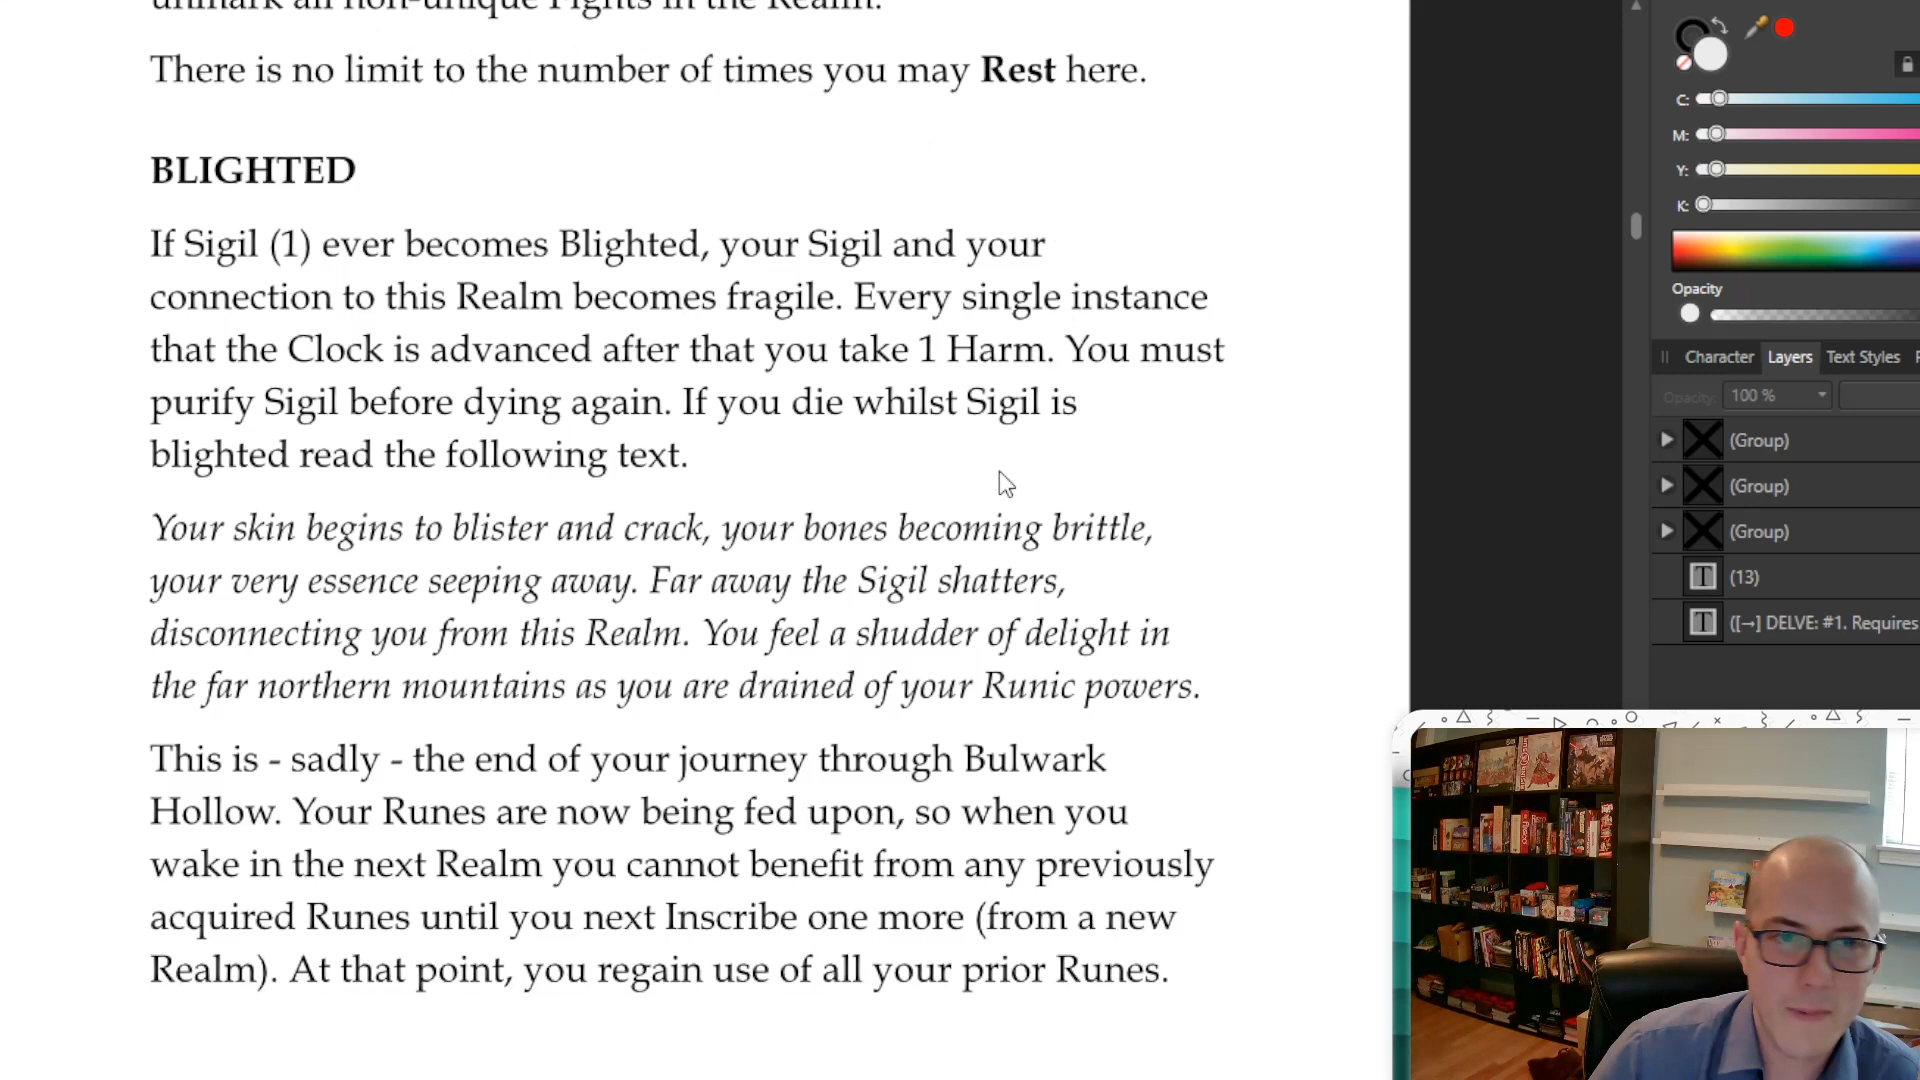 unmark all non-unique Fights in the Realm.
There is no limit to the number of times you may Rest here.
BLIGHTED
If Sigil (1) ever becomes Blighted, your Sigil and your
connection to this Realm becomes fragile. Every single instance
that the Clock is advanced after that you take 1 Harm. You must
purify Sigil before dying again. If you die whilst Sigil is
blighted read the following text.
Your skin begins to blister and crack, your bones becoming brittle,
your very essence seeping away. Far away the Sigil shatters,
disconnecting you from this Realm. You feel a shudder of delight in
the far northern mountains as you are drained of your Runic powers.
This is - sadly - the end of your journey through Bulwark
Hollow. Your Runes are now being fed upon, so when you
wake in the next Realm you cannot benefit from any previously
acquired Runes until you next Inscribe one more (from a new
Realm). At that point, you regain use of all your prior Runes.
C:
M:
Y:
K:
Opacity
Character Layers Text Styles
Opacity: 100 %
(Group)
(Group)
(Group)
T (13)
T ([→] DELVE: #1. Requires